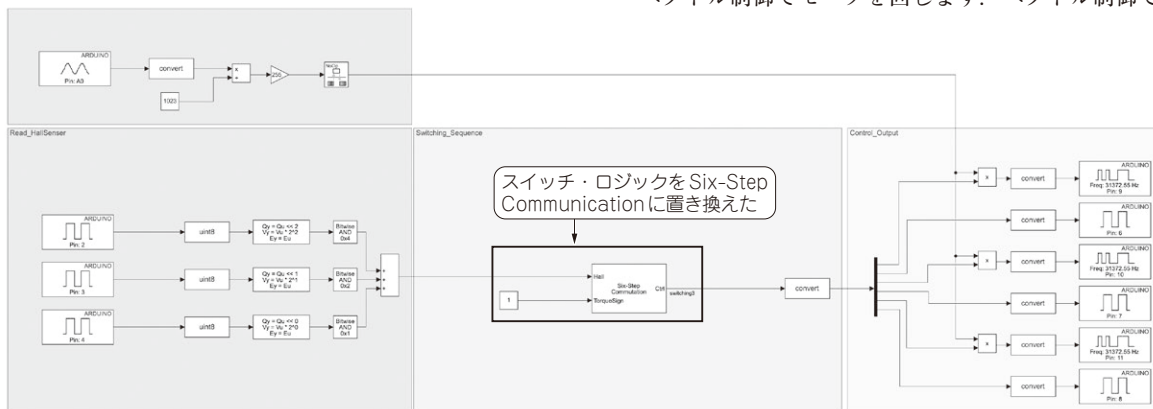 ベクトル制御でモータを回します．ベクトル制御で
ARDUINO
Pin: A0
convert
×
÷
1023
255
Read_HallSenser
ARDUINO
Pin: 2
uint8
Qy = Qu << 2
Vy = Vu * 2^2
Ey = Eu
Bitwise
AND
0x4
ARDUINO
Pin: 3
uint8
Qy = Qu << 1
Vy = Vu * 2^1
Ey = Eu
Bitwise
AND
0x2
ARDUINO
Pin: 4
uint8
Qy = Qu << 0
Vy = Vu * 2^0
Ey = Eu
Bitwise
AND
0x1
+
+
+
Switching_Sequence
スイッチ・ロジックをSix-Step
Communicationに置き換えた
1
Hall
TorqueSign
Six-Step
Commutation
Ctrl
switching3
convert
Control_Output
×
convert
ARDUINO
Freq: 31372.55 Hz
Pin: 9
convert
ARDUINO
Pin: 6
×
convert
ARDUINO
Freq: 31372.55 Hz
Pin: 10
convert
ARDUINO
Pin: 7
×
convert
ARDUINO
Freq: 31372.55 Hz
Pin: 11
convert
ARDUINO
Pin: 8